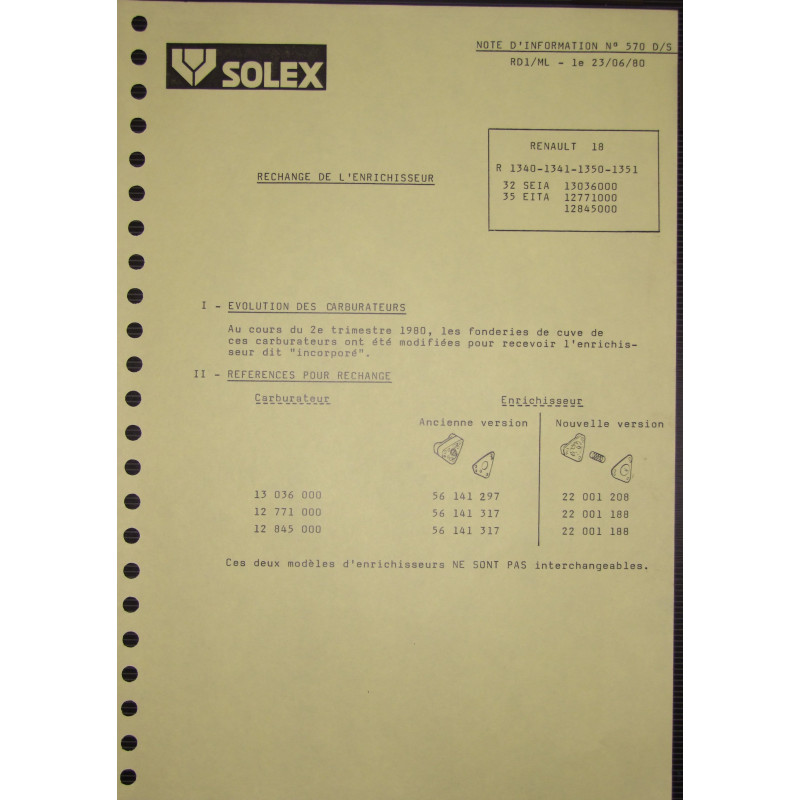 SOLEX
NOTE D'INFORMATION N° 570 D/S
RD1/ML - le 23/06/80
RENAULT 18
R 1340-1341-1350-1351
32 SEIA 13036000
35 EITA 12771000
12845000
RECHANGE DE L'ENRICHISSEUR
I - EVOLUTION DES CARBURATEURS
Au cours du 2e trimestre 1980, les fonderies de cuve de
ces carburateurs ont été modifiées pour recevoir l'enrichis-
seur dit "incorporé".
II - REFERENCES POUR RECHANGE
Carburateur Enrichisseur
Ancienne version Nouvelle version
13 036 000 56 141 297 22 001 208
12 771 000 56 141 317 22 001 188
12 845 000 56 141 317 22 001 188
Ces deux modèles d'enrichisseurs NE SONT PAS interchangeables.